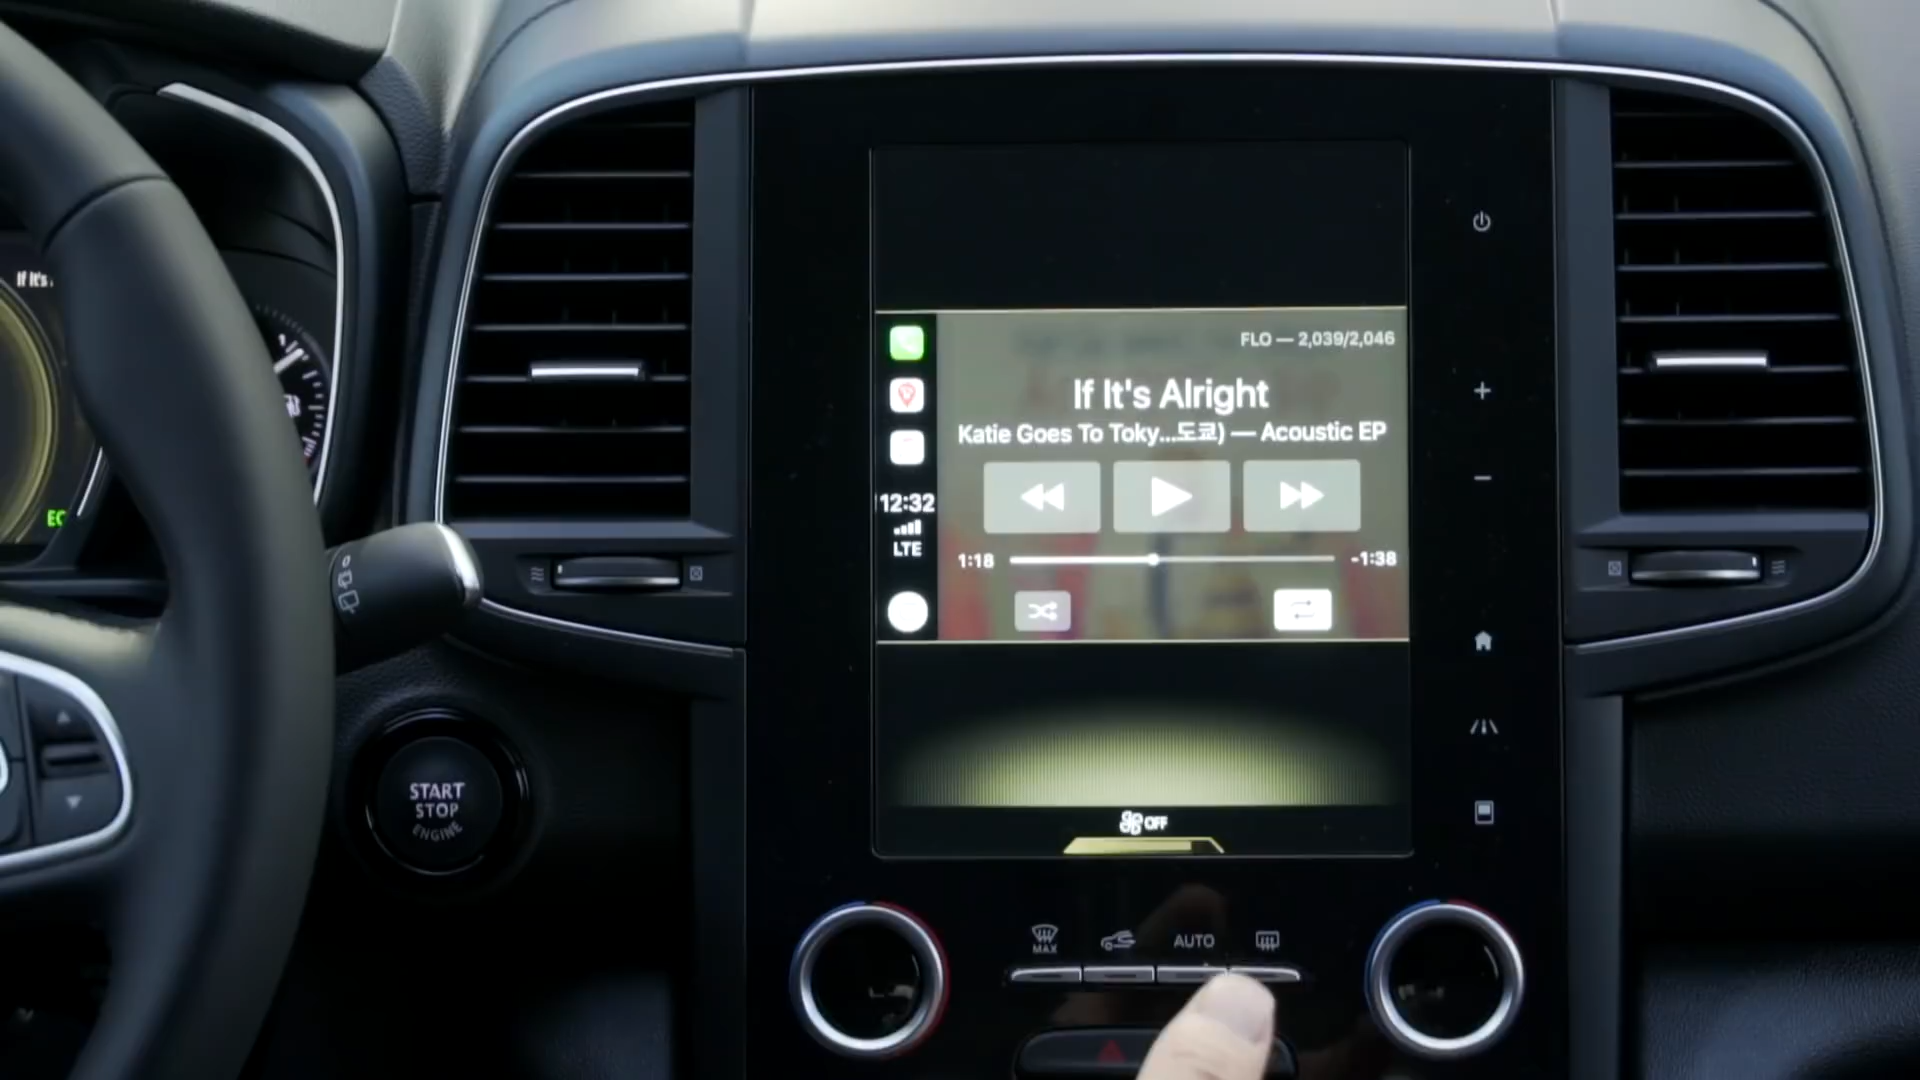 If It's
FLO — 2,039/2,046
If It's Alright
Katie Goes To Toky...도쿄) — Acoustic EP
12:32
LTE
1:18
-1:38
START
STOP
ENGINE
OFF
MAX
AUTO